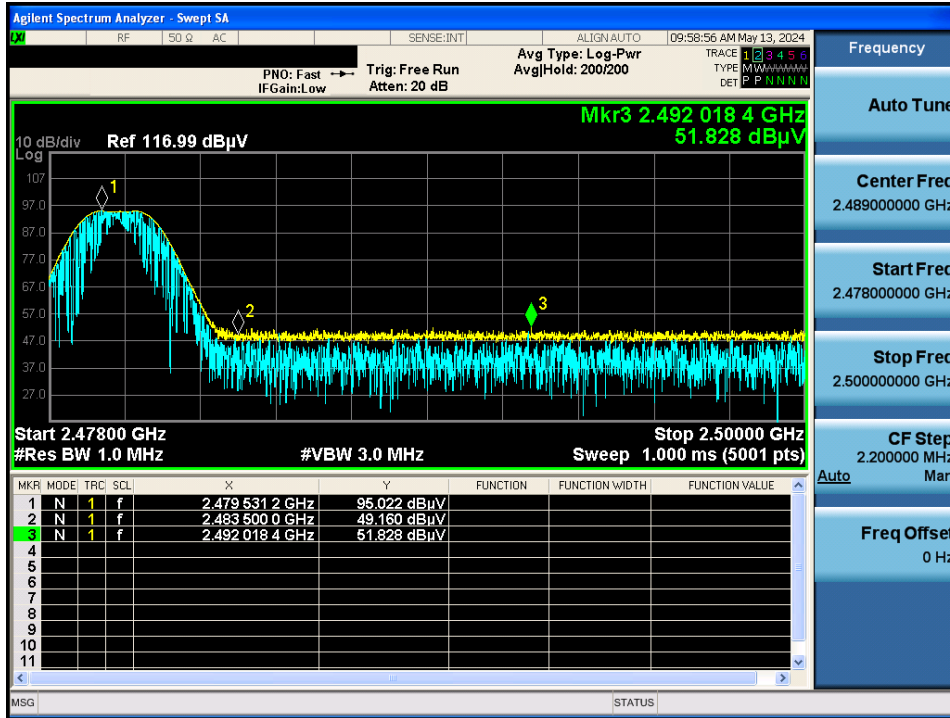 Agilent Spectrum Analyzer - Swept SA
LXI RF 50 Ω AC SENSE:INT ALIGN AUTO 09:58:56 AM May 13, 2024
PNO: Fast
IFGain:Low
Trig: Free Run
Atten: 20 dB
Avg Type: Log-Pwr
Avg|Hold: 200/200
TRACE 1 2 3 4 5 6
TYPE M W W W W W
DET P P N N N N
Mkr3 2.492 018 4 GHz
51.828 dBµV
10 dB/div Ref 116.99 dBµV
Log
107
97.0
87.0
77.0
67.0
57.0
47.0
37.0
27.0
1
2
3
Start 2.47800 GHz Stop 2.50000 GHz
#Res BW 1.0 MHz #VBW 3.0 MHz Sweep 1.000 ms (5001 pts)
MKR MODE TRC SCL X Y FUNCTION FUNCTION WIDTH FUNCTION VALUE
1 N 1 f 2.479 531 2 GHz 95.022 dBµV
2 N 1 f 2.483 500 0 GHz 49.160 dBµV
3 N 1 f 2.492 018 4 GHz 51.828 dBµV
4
5
6
7
8
9
10
11
MSG STATUS
Frequency
Auto Tune
Center Freq
2.489000000 GHz
Start Freq
2.478000000 GHz
Stop Freq
2.500000000 GHz
CF Step
2.200000 MHz
Auto Man
Freq Offset
0 Hz